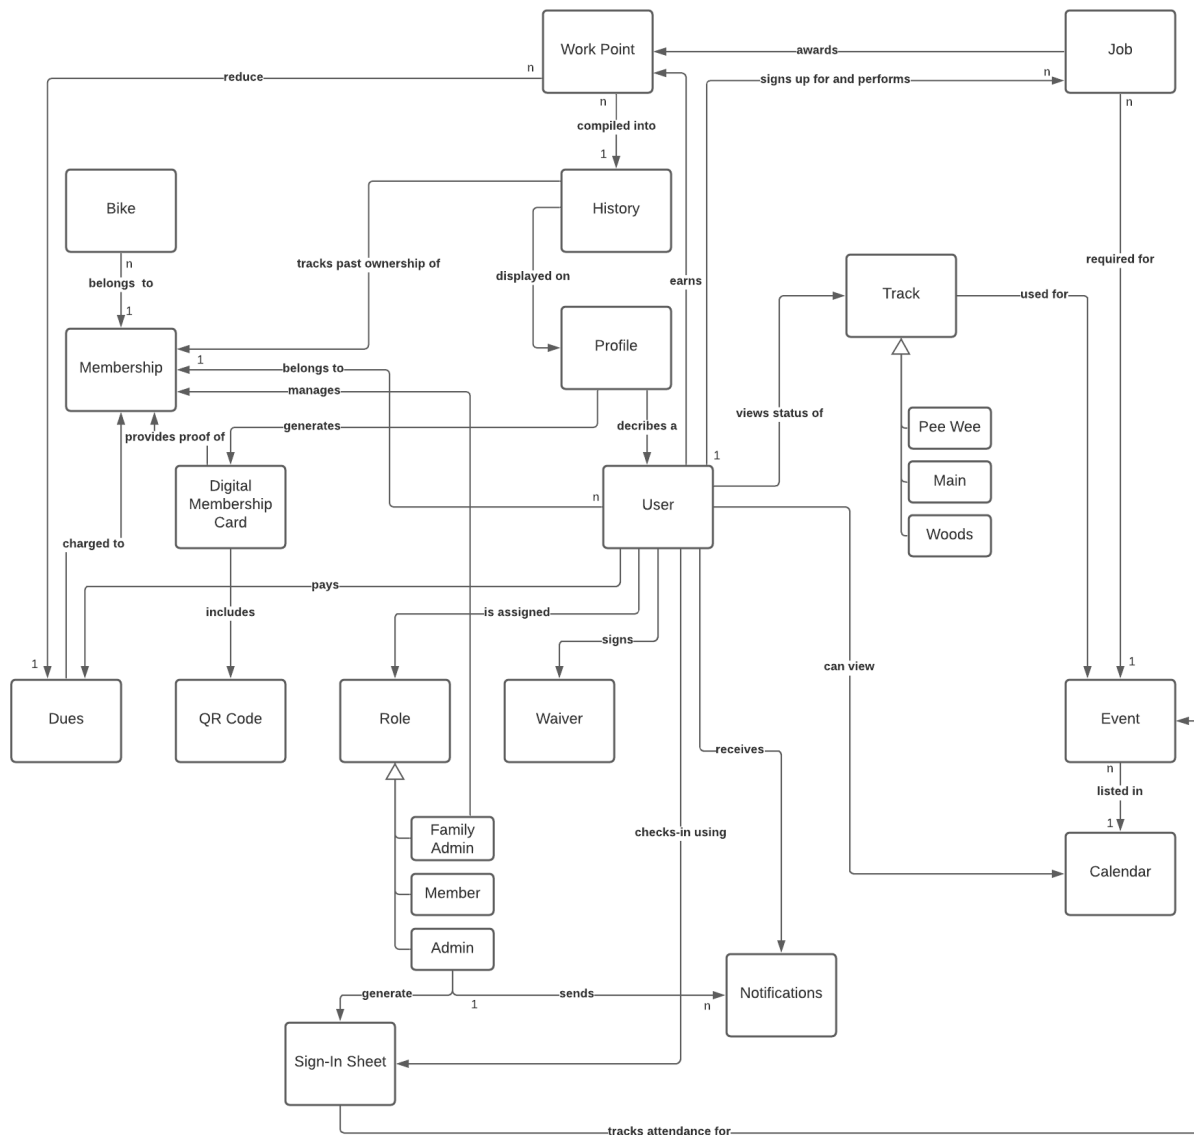 Work Point
Job
awards
n
reduce
signs up for and performs
n
n
n
compiled into
1
Bike
History
n
belongs  to
1
tracks past ownership of
displayed on
earns
required for
Track
used for
Membership
1
Profile
belongs to
manages
generates
decribes a
views status of
1
provides proof of
Pee Wee
Main
Woods
Digital
Membership
Card
n
User
charged to
pays
includes
is assigned
signs
can view
1
1
Dues
QR Code
Role
Waiver
Event
receives
n
listed in
1
Family
Admin
checks-in using
Calendar
Member
Admin
generate
1
sends
n
Notifications
Sign-In Sheet
tracks attendance for